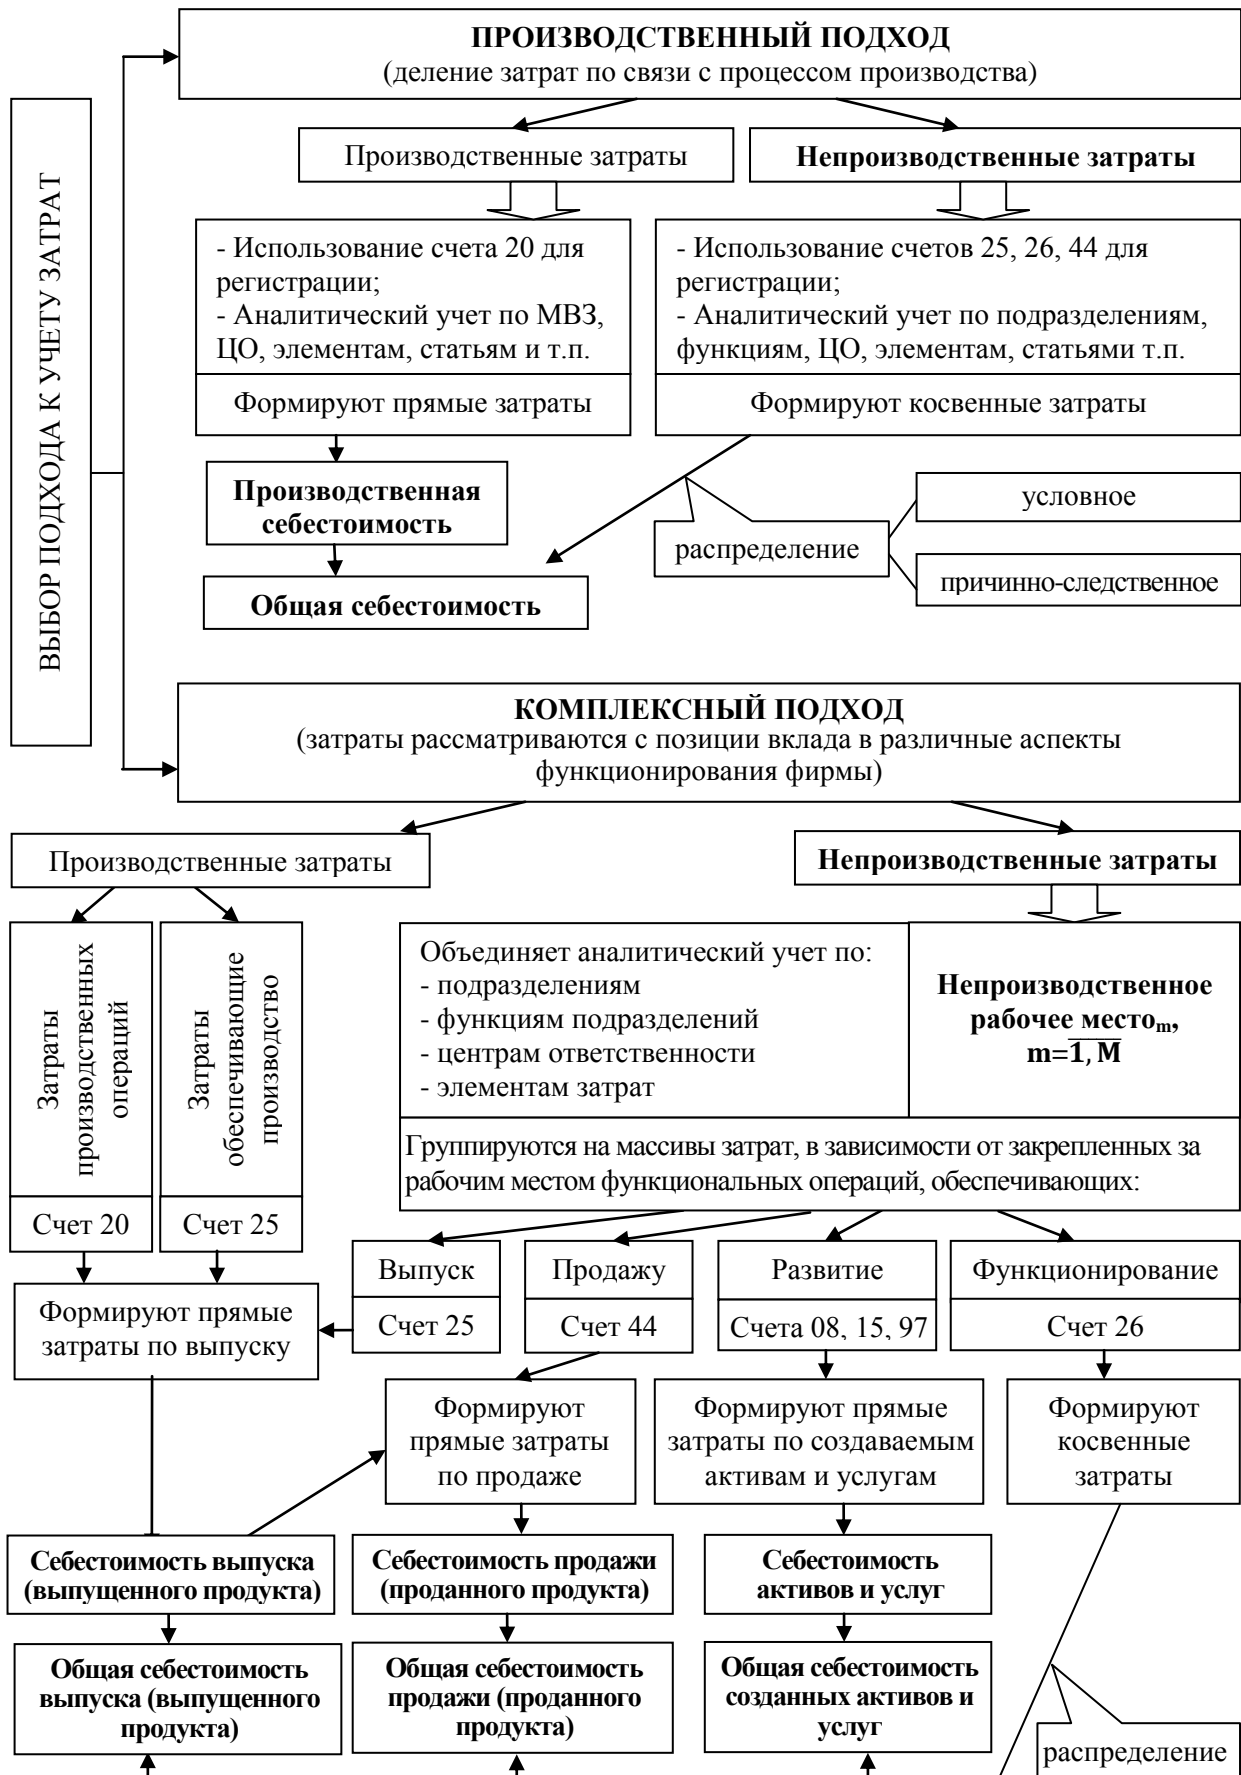 ВЫБОР ПОДХОДА К УЧЕТУ ЗАТРАТ
ПРОИЗВОДСТВЕННЫЙ ПОДХОД
(деление затрат по связи с процессом производства)
Производственные затраты
Непроизводственные затраты
- Использование счета 20 для
регистрации;
- Аналитический учет по МВЗ,
ЦО, элементам, статьям и т.п.
Формируют прямые затраты
- Использование счетов 25, 26, 44 для
регистрации;
- Аналитический учет по подразделениям,
функциям, ЦО, элементам, статьями т.п.
Формируют косвенные затраты
Производственная
себестоимость
Общая себестоимость
распределение
условное
причинно-следственное
КОМПЛЕКСНЫЙ ПОДХОД
(затраты рассматриваются с позиции вклада в различные аспекты
функционирования фирмы)
Производственные затраты
Непроизводственные затраты
Затраты
производственных
операций
Счет 20
Затраты
обеспечивающие
производство
Счет 25
Объединяет аналитический учет по:
- подразделениям
- функциям подразделений
- центрам ответственности
- элементам затрат
Непроизводственное
рабочее местоₘ,
m=1̅,̅M̅
Группируются на массивы затрат, в зависимости от закрепленных за
рабочим местом функциональных операций, обеспечивающих:
Выпуск
Счет 25
Продажу
Счет 44
Развитие
Счета 08, 15, 97
Функционирование
Счет 26
Формируют прямые
затраты по выпуску
Формируют
прямые затраты
по продаже
Формируют прямые
затраты по создаваемым
активам и услугам
Формируют
косвенные
затраты
Себестоимость выпуска
(выпущенного продукта)
Себестоимость продажи
(проданного продукта)
Себестоимость
активов и услуг
Общая себестоимость
выпуска (выпущенного
продукта)
Общая себестоимость
продажи (проданного
продукта)
Общая себестоимость
созданных активов и
услуг
распределение